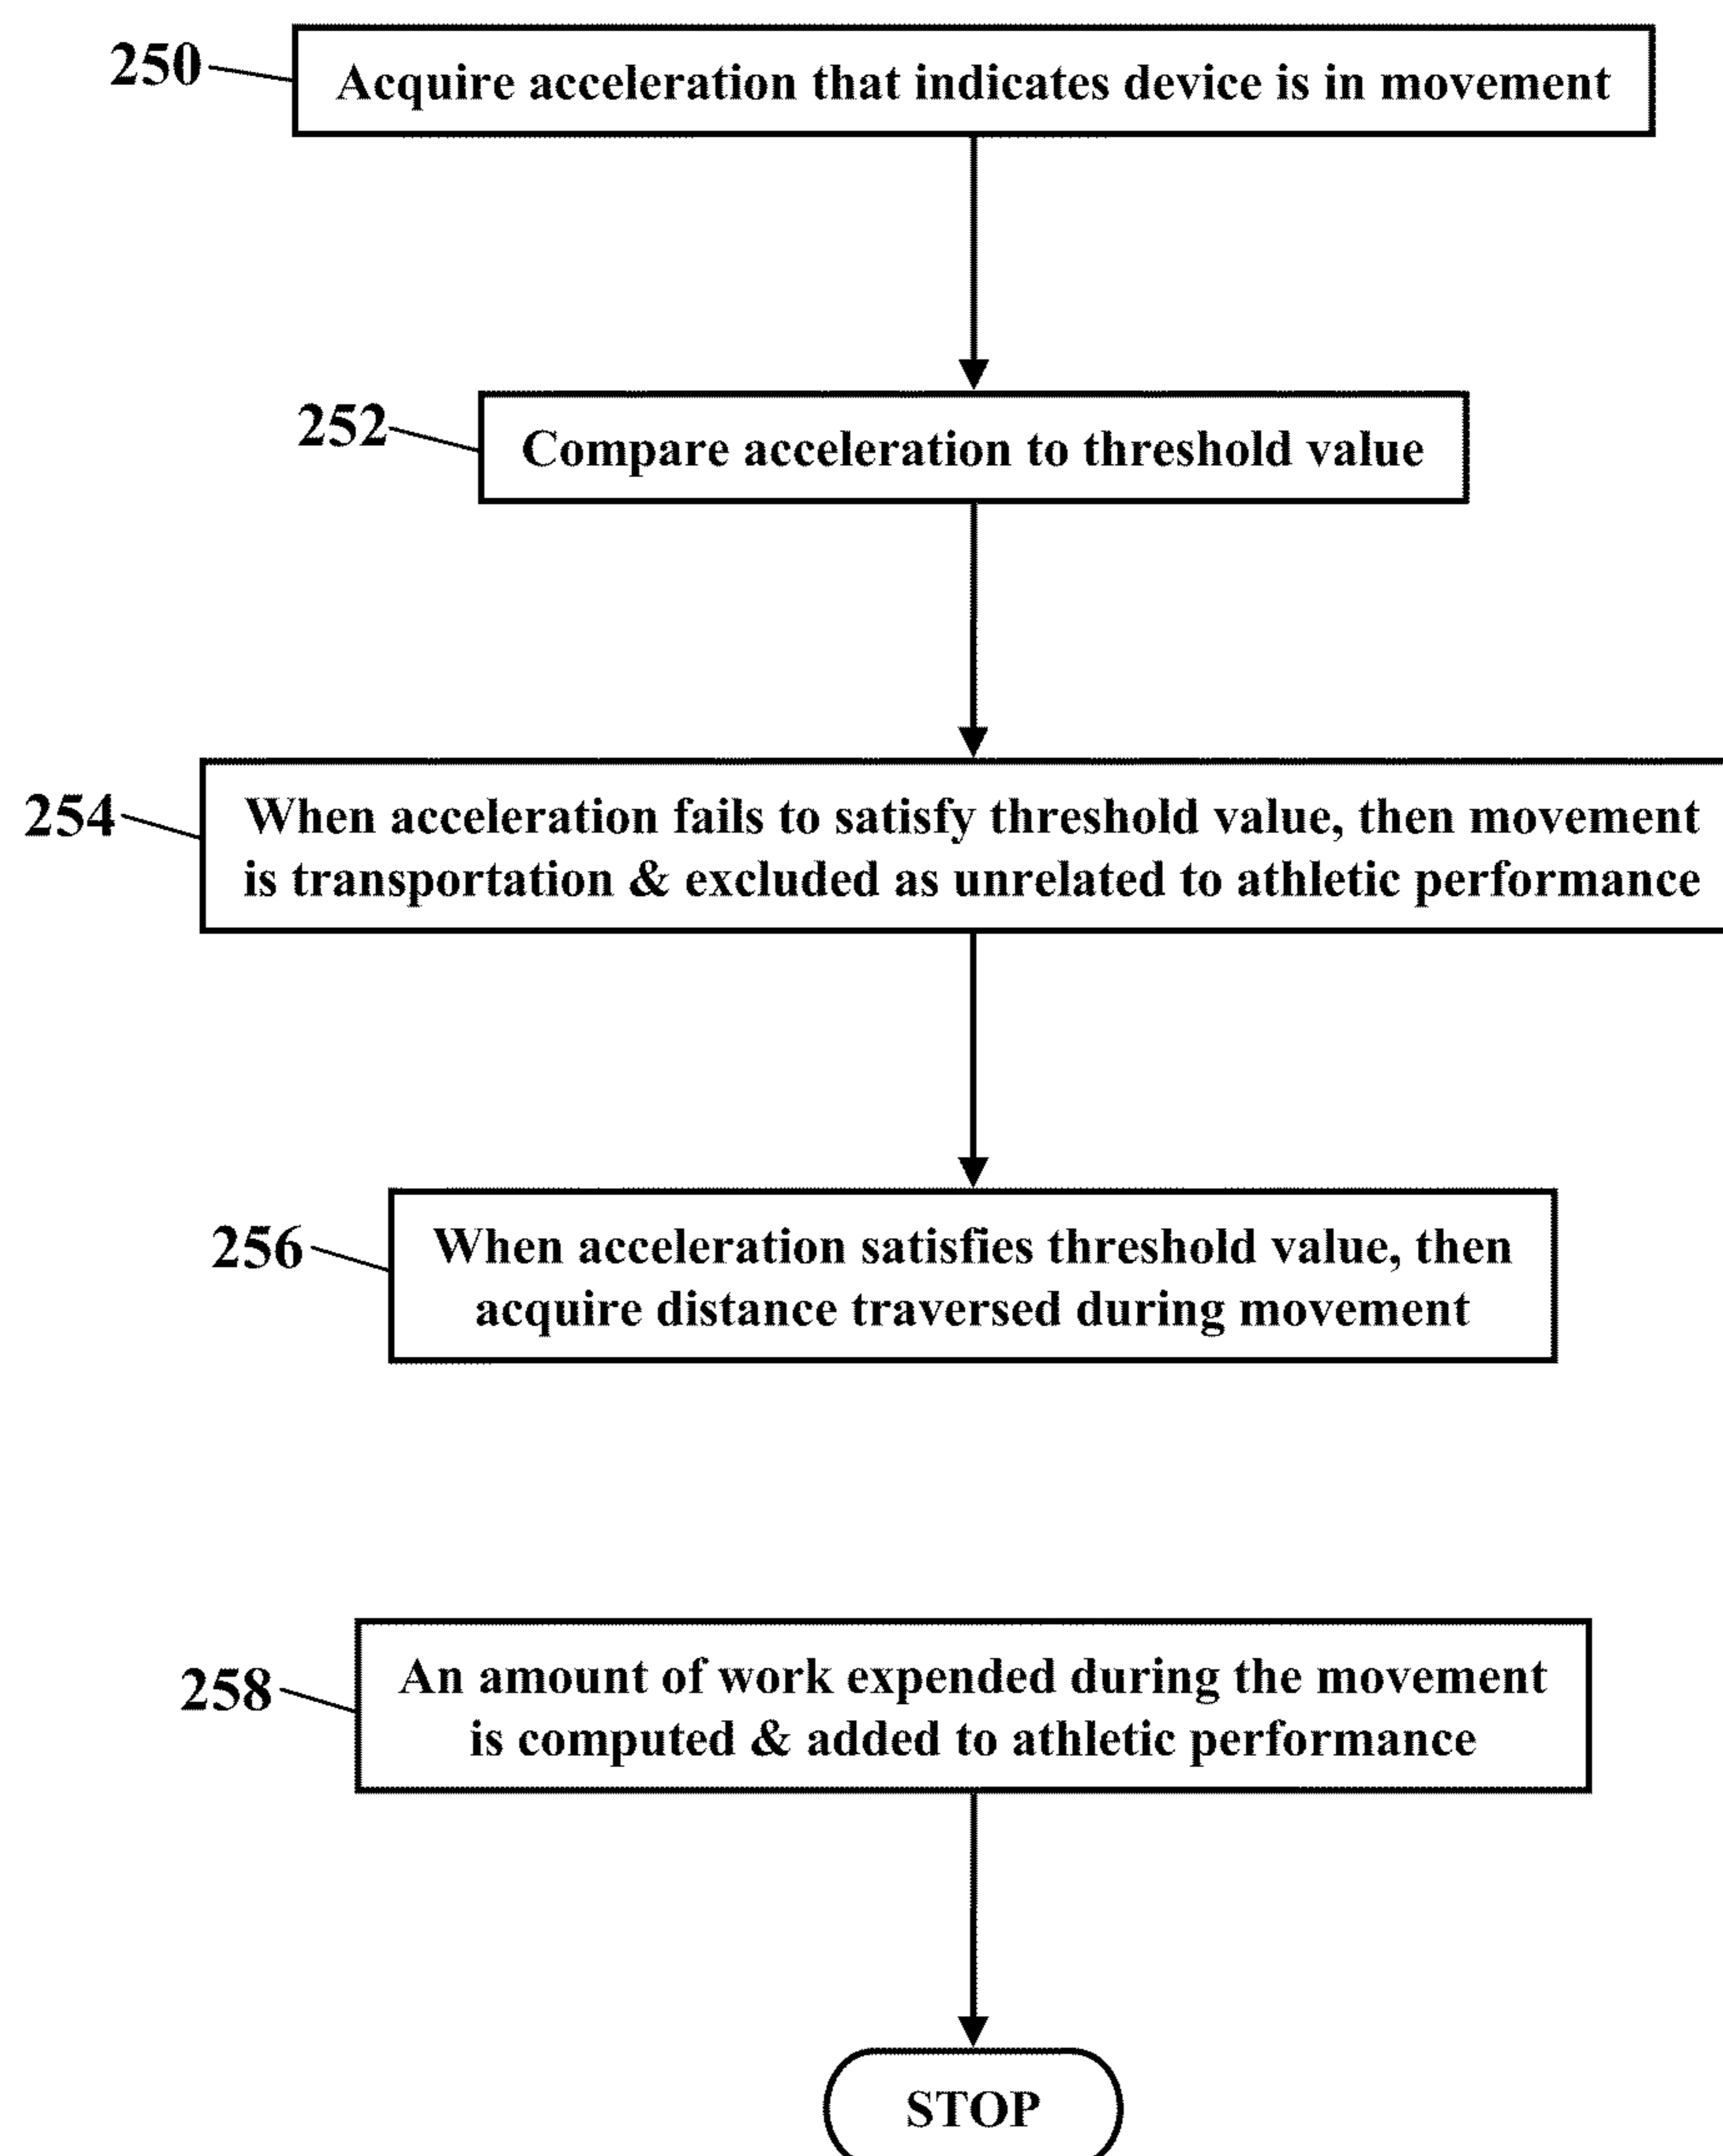 250
Acquire acceleration that indicates device is in movement
252
Compare acceleration to threshold value
254
When acceleration fails to satisfy threshold value, then movement
is transportation & excluded as unrelated to athletic performance
256
When acceleration satisfies threshold value, then
acquire distance traversed during movement
258
An amount of work expended during the movement
is computed & added to athletic performance
STOP